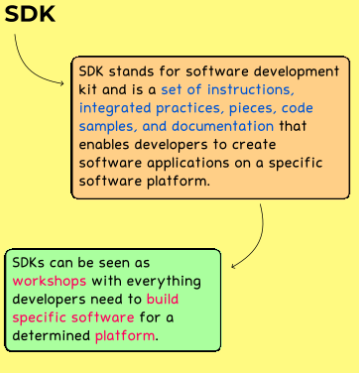 SDK
SDK stands for software development
kit and is a set of instructions,
integrated practices, pieces, code
samples, and documentation that
enables developers to create
software applications on a specific
software platform.
SDKs can be seen as
workshops with everything
developers need to build
specific software for a
determined platform.